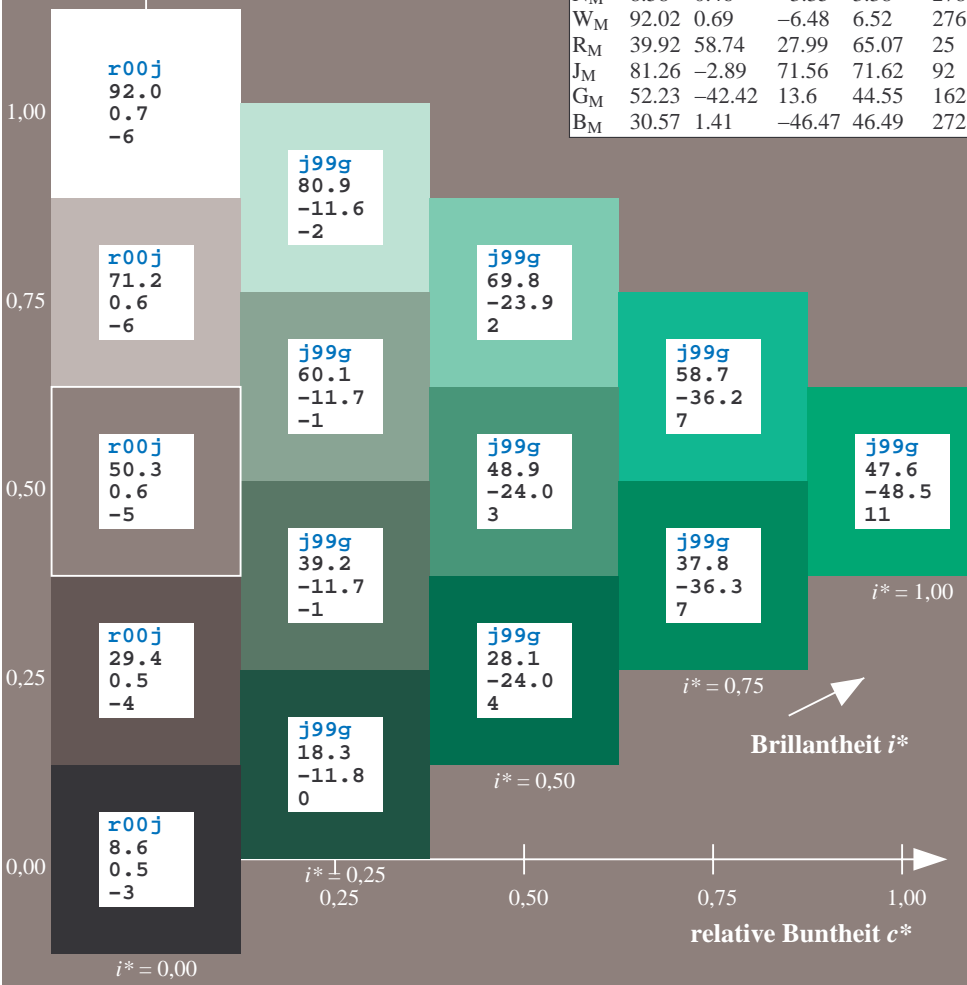 W_M 92.02 0.69 −6.48 6.52 276
R_M 39.92 58.74 27.99 65.07 25
J_M 81.26 −2.89 71.56 71.62 92
G_M 52.23 −42.42 13.6 44.55 162
B_M 30.57 1.41 −46.47 46.49 272
r00j
92.0
0.7
−6
1,00
j99g
80.9
−11.6
−2
r00j
71.2
0.6
−6
j99g
69.8
−23.9
2
0,75
j99g
60.1
−11.7
−1
j99g
58.7
−36.2
7
r00j
50.3
0.6
−5
j99g
48.9
−24.0
3
j99g
47.6
−48.5
11
0,50
j99g
39.2
−11.7
−1
j99g
37.8
−36.3
7
i* = 1,00
r00j
29.4
0.5
−4
j99g
28.1
−24.0
4
0,25
i* = 0,75
j99g
18.3
−11.8
0
Brillantheit i*
i* = 0,50
r00j
8.6
0.5
−3
0,00
i* = 0,25
0,25 0,50 0,75 1,00
relative Buntheit c*
i* = 0,00